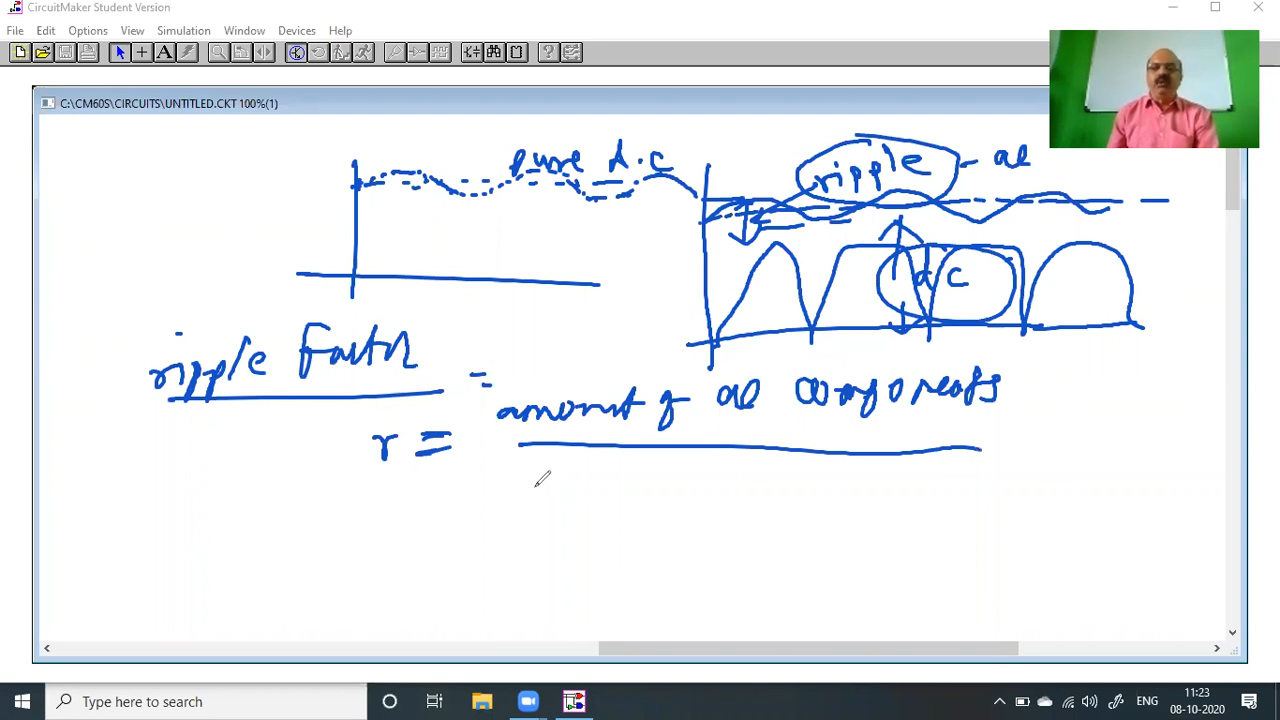 CircuitMaker Student Version
File Edit Options View Simulation Window Devices Help
C:\CM60S\CIRCUITS\UNTITLED.CKT 100%(1)
pure d.c
ripple - ac
dc
ripple factor =
amount of ac components
r =
Type here to search
ENG
11:23
08-10-2020